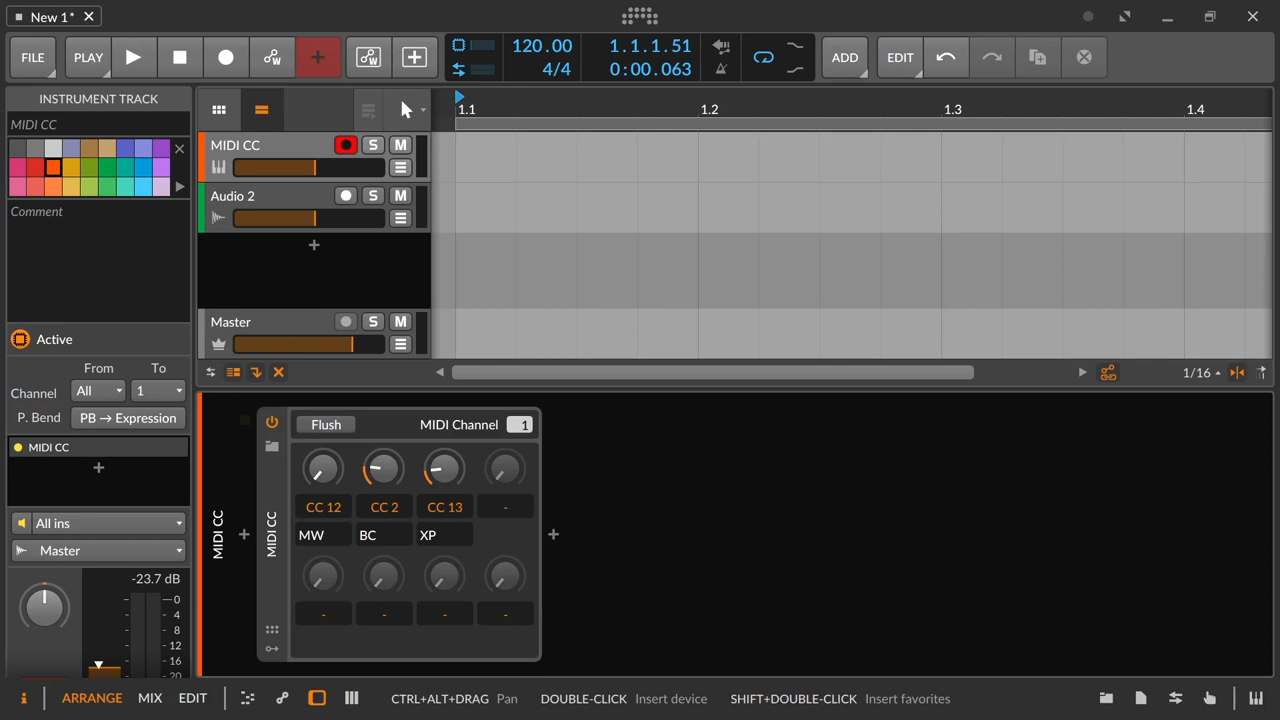 New 1*
FILE
PLAY
120.00
4/4
1.1.1.51
0:00.063
ADD
EDIT
INSTRUMENT TRACK
MIDI CC
Comment
Active
From
To
Channel
All
1
P. Bend
PB → Expression
MIDI CC
All ins
Master
-23.7 dB
0
4
8
12
16
20
1.1
1.2
1.3
1.4
MIDI CC
S
M
Audio 2
S
M
Master
S
M
1/16
MIDI CC
MIDI CC
Flush
MIDI Channel
1
CC 12
CC 2
CC 13
-
MW
BC
XP
-
-
-
-
ARRANGE
MIX
EDIT
CTRL+ALT+DRAG Pan
DOUBLE-CLICK Insert device
SHIFT+DOUBLE-CLICK Insert favorites